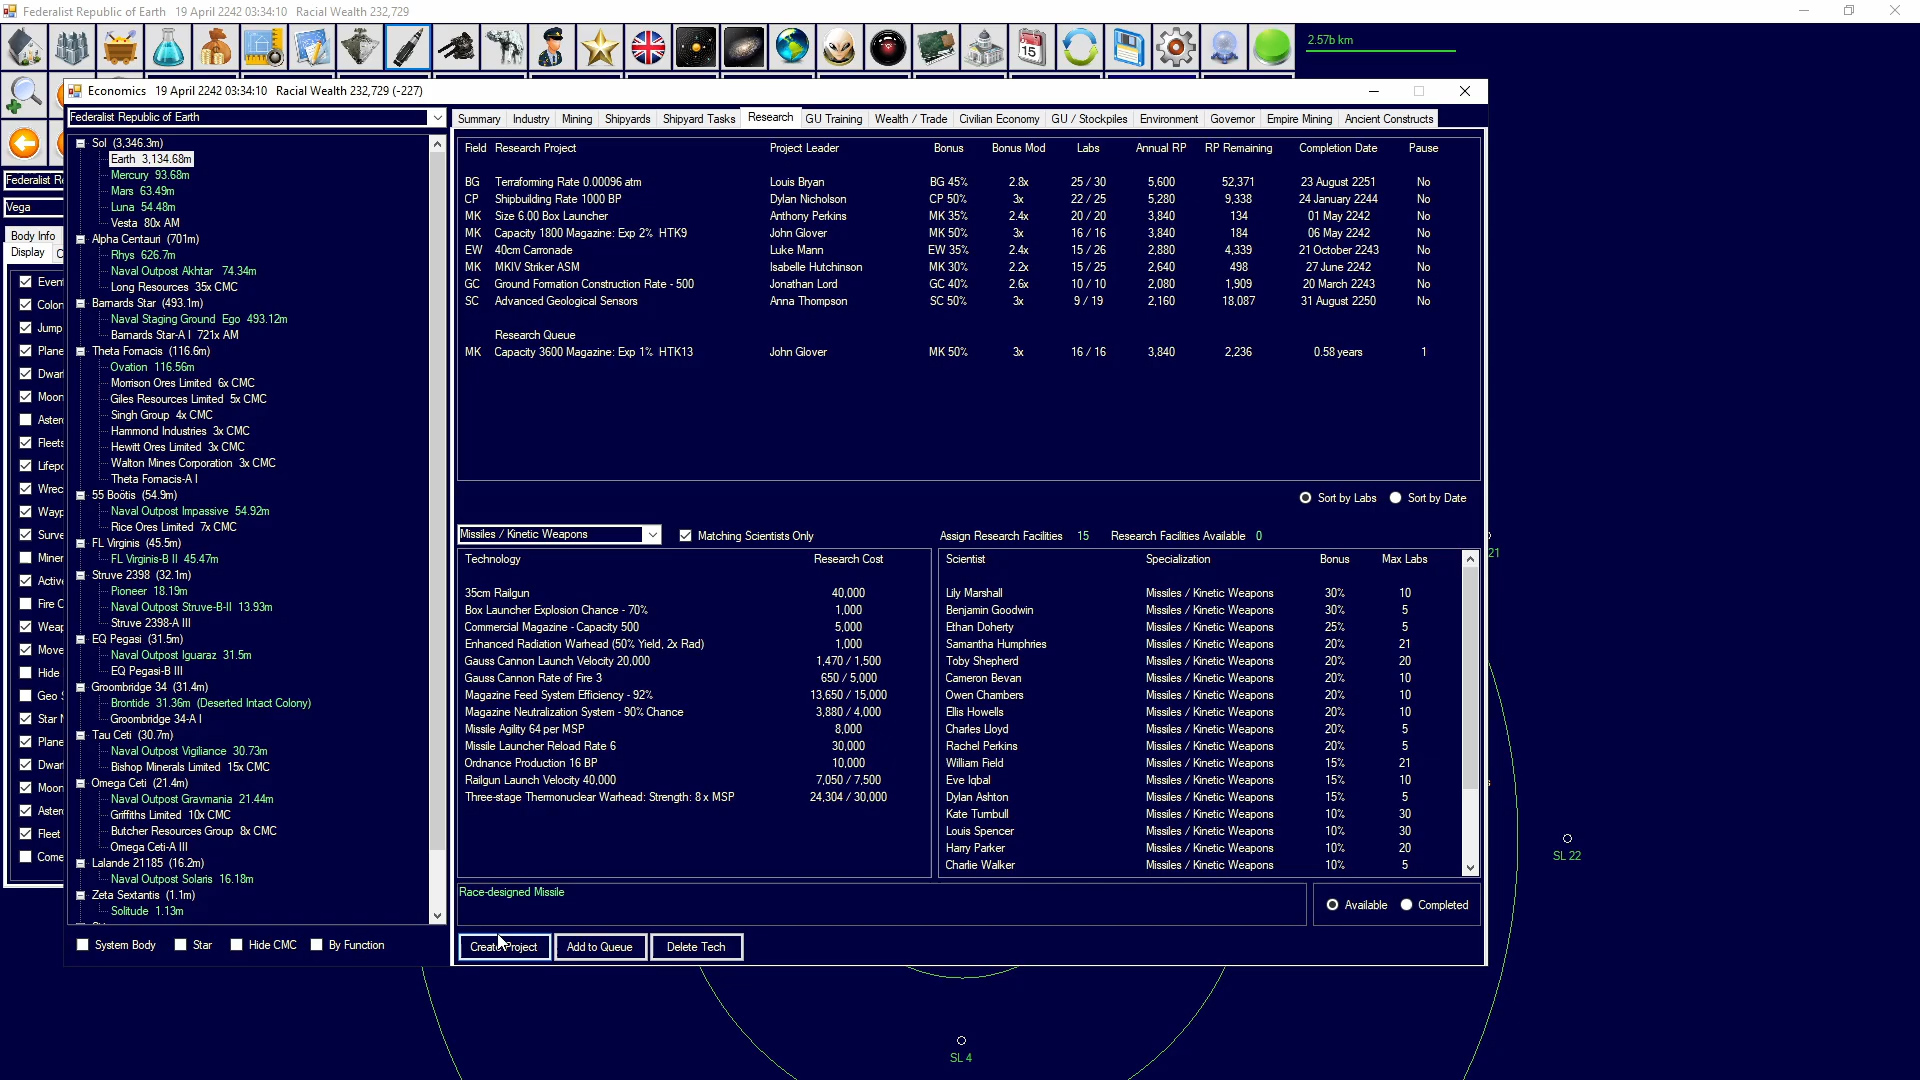 Federalist Republic of Earth   19 April 2242 03:34:10   Racial Wealth 232,729
2.57b km
15
Economics   19 April 2242 03:34:10   Racial Wealth 232,729 (-227)
Federalist Republic of Earth
Summary Industry Mining Shipyards Shipyard Tasks Research GU Training Wealth / Trade Civilian Economy GU / Stockpiles Environment Governor Empire Mining Ancient Constructs
Federalist R
Vega
Body Info
Display
Event
Colon
Jump
Plane
Dwar
Moon
Aster
Fleets
Lifep
Wrec
Wayp
Surve
Miner
Activ
Fire C
Weap
Move
Hide
Geo S
Star N
Plane
Dwar
Moon
Aster
Fleet
Come
Sol (3,346.3m)
Earth 3,134.68m
Mercury 93.68m
Mars 63.49m
Luna 54.48m
Vesta 80x AM
Alpha Centauri (701m)
Rhys 626.7m
Naval Outpost Akhtar 74.34m
Long Resources 35x CMC
Barnards Star (493.1m)
Naval Staging Ground Ego 493.12m
Barnards Star-A I 721x AM
Theta Fornacis (116.6m)
Ovation 116.56m
Morrison Ores Limited 6x CMC
Giles Resources Limited 5x CMC
Singh Group 4x CMC
Hammond Industries 3x CMC
Hewitt Ores Limited 3x CMC
Walton Mines Corporation 3x CMC
Theta Fornacis-A I
55 Boötis (54.9m)
Naval Outpost Impassive 54.92m
Rice Ores Limited 7x CMC
FL Virginis (45.5m)
FL Virginis-B II 45.47m
Struve 2398 (32.1m)
Pioneer 18.19m
Naval Outpost Struve-B-II 13.93m
Struve 2398-A III
EQ Pegasi (31.5m)
Naval Outpost Iguaraz 31.5m
EQ Pegasi-B III
Groombridge 34 (31.4m)
Brontide 31.36m (Deserted Intact Colony)
Groombridge 34-A I
Tau Ceti (30.7m)
Naval Outpost Vigiliance 30.73m
Bishop Minerals Limited 15x CMC
Omega Ceti (21.4m)
Naval Outpost Gravmania 21.44m
Griffiths Limited 10x CMC
Butcher Resources Group 8x CMC
Omega Ceti-A III
Lalande 21185 (16.2m)
Naval Outpost Solaris 16.18m
Zeta Sextantis (1.1m)
Solitude 1.13m
System Body Star Hide CMC By Function
Field Research Project Project Leader Bonus Bonus Mod Labs Annual RP RP Remaining Completion Date Pause
BG Terraforming Rate 0.00096 atm Louis Bryan BG 45% 2.8x 25 / 30 5,600 52,371 23 August 2251 No
CP Shipbuilding Rate 1000 BP Dylan Nicholson CP 50% 3x 22 / 25 5,280 9,338 24 January 2244 No
MK Size 6.00 Box Launcher Anthony Perkins MK 35% 2.4x 20 / 20 3,840 134 01 May 2242 No
MK Capacity 1800 Magazine: Exp 2% HTK9 John Glover MK 50% 3x 16 / 16 3,840 184 06 May 2242 No
EW 40cm Carronade Luke Mann EW 35% 2.4x 15 / 26 2,880 4,339 21 October 2243 No
MK MKIV Striker ASM Isabelle Hutchinson MK 30% 2.2x 15 / 25 2,640 498 27 June 2242 No
GC Ground Formation Construction Rate - 500 Jonathan Lord GC 40% 2.6x 10 / 10 2,080 1,909 20 March 2243 No
SC Advanced Geological Sensors Anna Thompson SC 50% 3x 9 / 19 2,160 18,087 31 August 2250 No
Research Queue
MK Capacity 3600 Magazine: Exp 1% HTK13 John Glover MK 50% 3x 16 / 16 3,840 2,236 0.58 years 1
Sort by Labs Sort by Date
Missiles / Kinetic Weapons Matching Scientists Only Assign Research Facilities 15 Research Facilities Available 0
Technology Research Cost
35cm Railgun 40,000
Box Launcher Explosion Chance - 70% 1,000
Commercial Magazine - Capacity 500 5,000
Enhanced Radiation Warhead (50% Yield, 2x Rad) 1,000
Gauss Cannon Launch Velocity 20,000 1,470 / 1,500
Gauss Cannon Rate of Fire 3 650 / 5,000
Magazine Feed System Efficiency - 92% 13,650 / 15,000
Magazine Neutralization System - 90% Chance 3,880 / 4,000
Missile Agility 64 per MSP 8,000
Missile Launcher Reload Rate 6 30,000
Ordnance Production 16 BP 10,000
Railgun Launch Velocity 40,000 7,050 / 7,500
Three-stage Thermonuclear Warhead: Strength: 8 x MSP 24,304 / 30,000
Scientist Specialization Bonus Max Labs
Lily Marshall Missiles / Kinetic Weapons 30% 10
Benjamin Goodwin Missiles / Kinetic Weapons 30% 5
Ethan Doherty Missiles / Kinetic Weapons 25% 5
Samantha Humphries Missiles / Kinetic Weapons 20% 21
Toby Shepherd Missiles / Kinetic Weapons 20% 20
Cameron Bevan Missiles / Kinetic Weapons 20% 10
Owen Chambers Missiles / Kinetic Weapons 20% 10
Ellis Howells Missiles / Kinetic Weapons 20% 10
Charles Lloyd Missiles / Kinetic Weapons 20% 5
Rachel Perkins Missiles / Kinetic Weapons 20% 5
William Field Missiles / Kinetic Weapons 15% 21
Eve Iqbal Missiles / Kinetic Weapons 15% 10
Dylan Ashton Missiles / Kinetic Weapons 15% 5
Kate Turnbull Missiles / Kinetic Weapons 10% 30
Louis Spencer Missiles / Kinetic Weapons 10% 30
Harry Parker Missiles / Kinetic Weapons 10% 20
Charlie Walker Missiles / Kinetic Weapons 10% 5
Race-designed Missile
Available Completed
Create Project Add to Queue Delete Tech
21
SL 22
SL 4